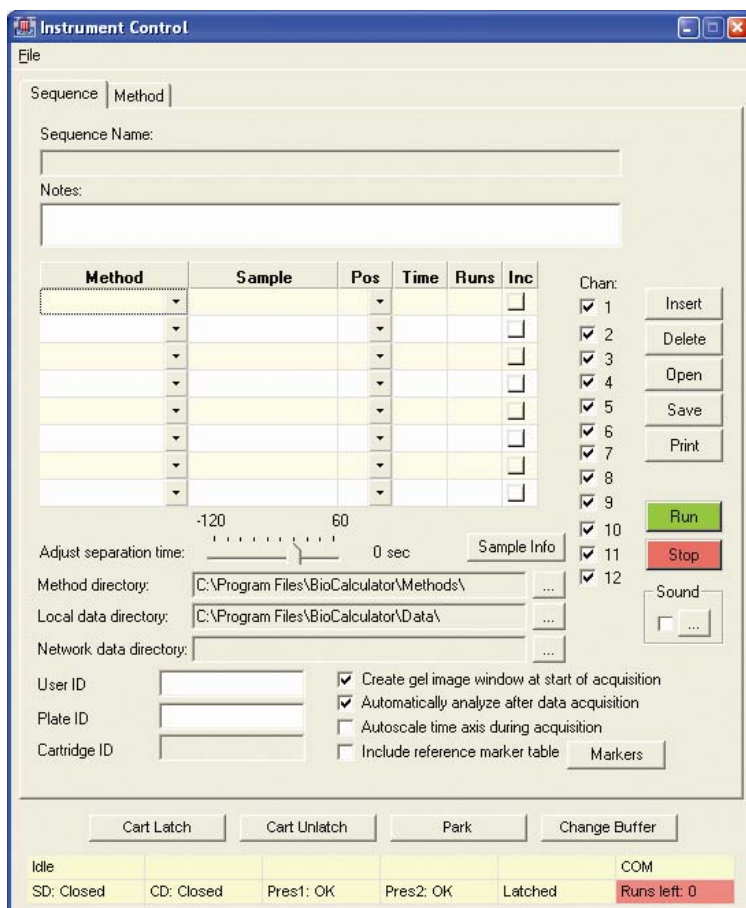 Instrument Control
File
Sequence Method
Sequence Name:
Notes:
Method Sample Pos Time Runs Inc
Chan:
1
2
3
4
5
6
7
8
9
10
11
12
Insert
Delete
Open
Save
Print
Run
Stop
Sound
...
-120 60
Adjust separation time: 0 sec Sample Info
Method directory: C:\Program Files\BioCalculator\Methods\ ...
Local data directory: C:\Program Files\BioCalculator\Data\ ...
Network data directory: ...
User ID
Plate ID
Cartridge ID
Create gel image window at start of acquisition
Automatically analyze after data acquisition
Autoscale time axis during acquisition
Include reference marker table Markers
Cart Latch Cart Unlatch Park Change Buffer
Idle COM
SD: Closed CD: Closed Pres1: OK Pres2: OK Latched Runs left: 0